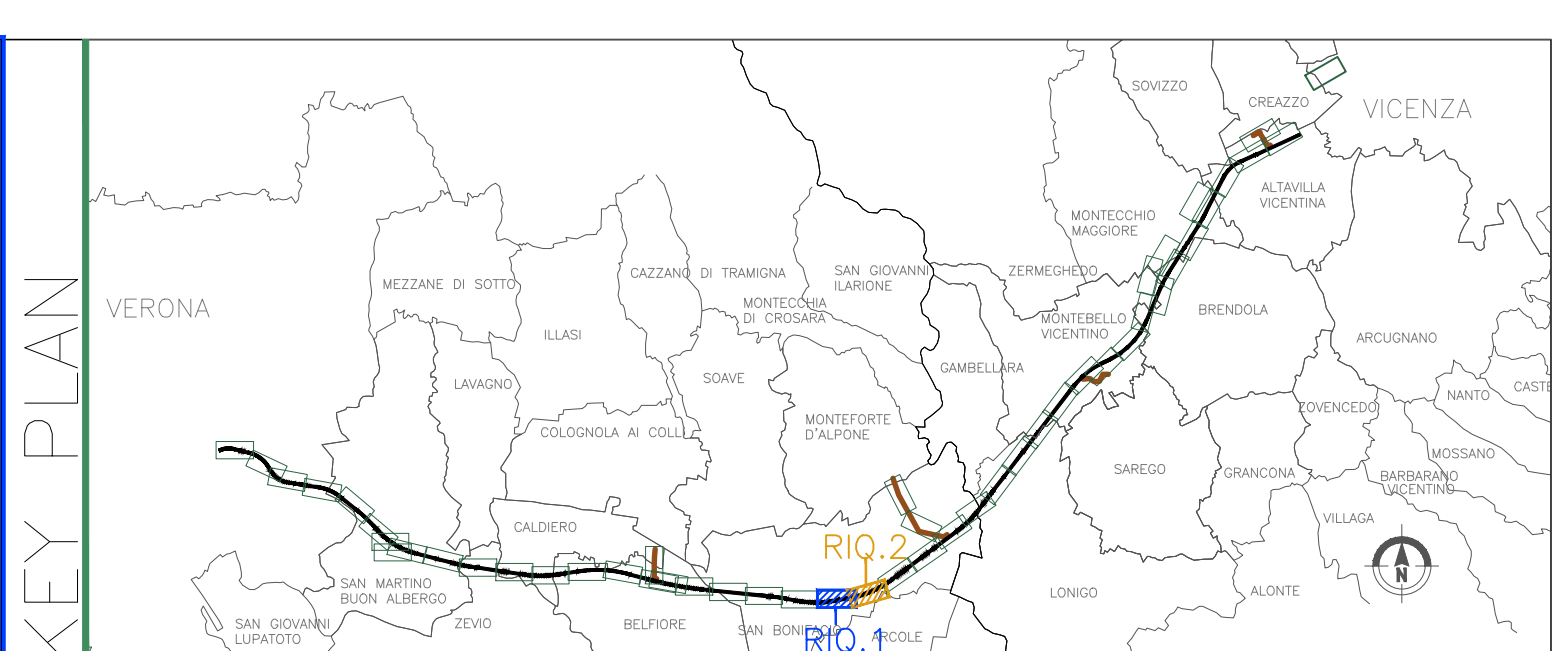 KEY PLAN
SOVIZZO
CREAZZO
VICENZA
ALTAVILLA
VICENTINA
MONTECCHIO
MAGGIORE
MEZZANE DI SOTTO
CAZZANO DI TRAMIGNA
SAN GIOVANNI
ILARIONE
ZERMEGHEDO
VERONA
MONTECCHIA
DI CROSARA
BRENDOLA
ILLASI
MONTEBELLO
VICENTINO
ARCUGNANO
LAVAGNO
SOAVE
GAMBELLARA
CASTE
NANTO
ZOVENCEDO
MONTEFORTE
D'ALPONE
COLOGNOLA AI COLLI
MOSSANO
SAREGO
GRANCONA
BARBARANO
VICENTINO
CALDIERO
VILLAGA
RIQ.2
N
SAN MARTINO
BUON ALBERGO
LONIGO
ALONTE
SAN GIOVANNI
LUPATOTO
ZEVIO
BELFIORE
SAN BONIFACIO
ARCOLE
RIQ.1